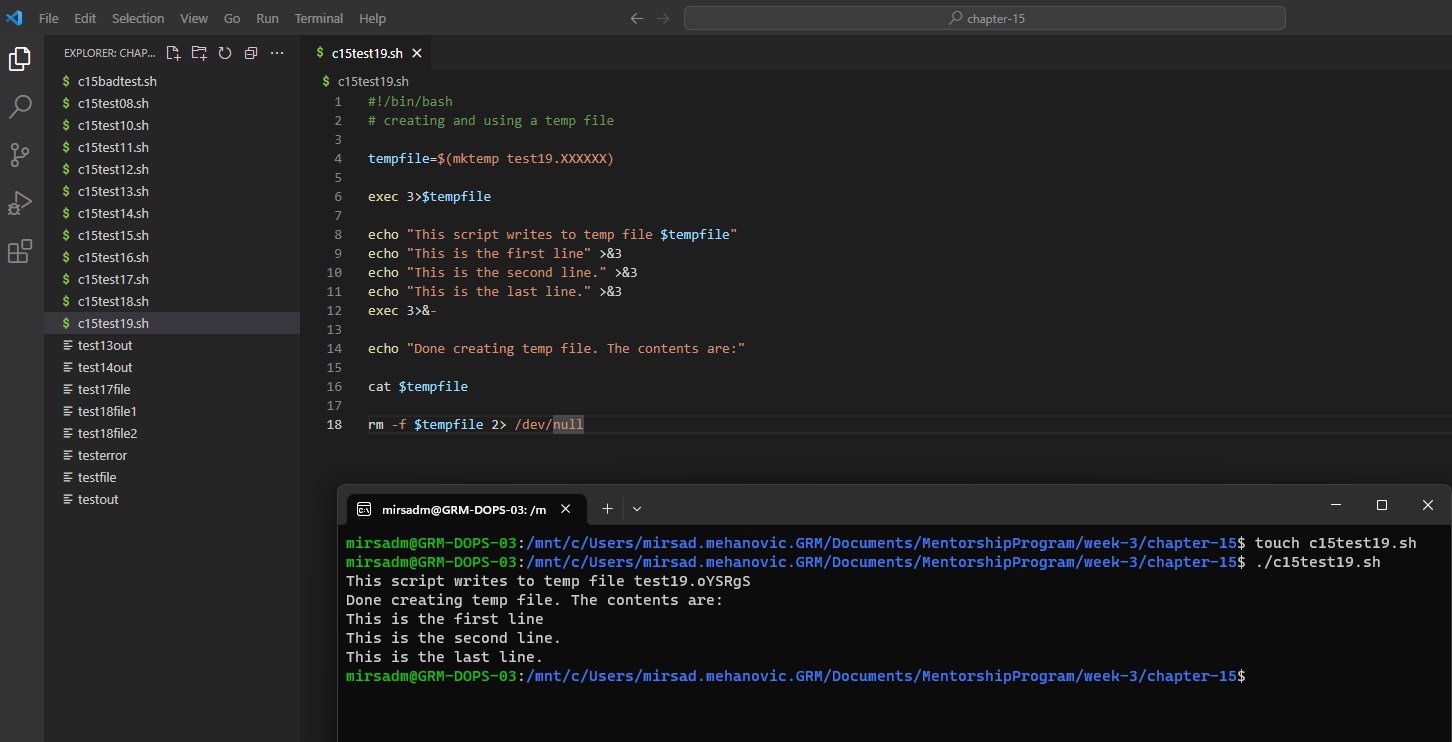 File Edit Selection View Go Run Terminal Help
chapter-15
EXPLORER: CHAP...
c15badtest.sh
c15test08.sh
c15test10.sh
c15test11.sh
c15test12.sh
c15test13.sh
c15test14.sh
c15test15.sh
c15test16.sh
c15test17.sh
c15test18.sh
c15test19.sh
test13out
test14out
test17file
test18file1
test18file2
testerror
testfile
testout
$ c15test19.sh
$ c15test19.sh
1 #!/bin/bash
2 # creating and using a temp file
3
4 tempfile=$(mktemp test19.XXXXXX)
5
6 exec 3>$tempfile
7
8 echo "This script writes to temp file $tempfile"
9 echo "This is the first line" >&3
10 echo "This is the second line." >&3
11 echo "This is the last line." >&3
12 exec 3>&-
13
14 echo "Done creating temp file. The contents are:"
15
16 cat $tempfile
17
18 rm -f $tempfile 2> /dev/null
mirsadm@GRM-DOPS-03: /m
mirsadm@GRM-DOPS-03:/mnt/c/Users/mirsad.mehanovic.GRM/Documents/MentorshipProgram/week-3/chapter-15$ touch c15test19.sh
mirsadm@GRM-DOPS-03:/mnt/c/Users/mirsad.mehanovic.GRM/Documents/MentorshipProgram/week-3/chapter-15$ ./c15test19.sh
This script writes to temp file test19.oYSRgS
Done creating temp file. The contents are:
This is the first line
This is the second line.
This is the last line.
mirsadm@GRM-DOPS-03:/mnt/c/Users/mirsad.mehanovic.GRM/Documents/MentorshipProgram/week-3/chapter-15$